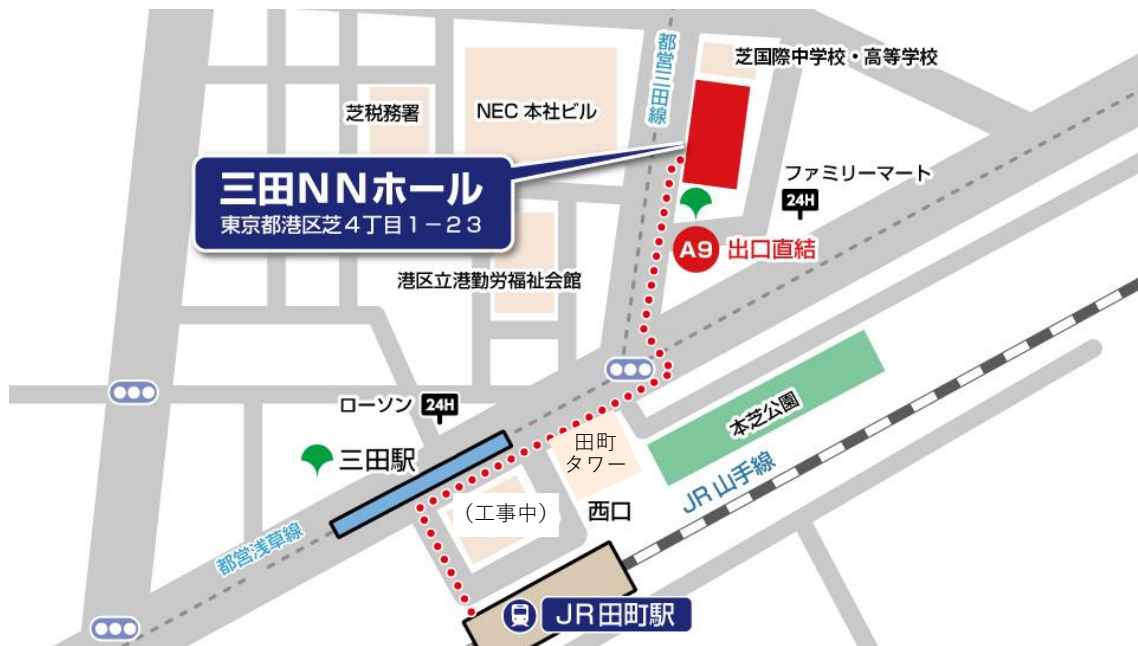 都営三田線
芝国際中学校・高等学校
芝税務署
NEC 本社ビル
三田NNホール
東京都港区芝4丁目1－23
ファミリーマート
24H
A9 出口直結
港区立港勤労福祉会館
ローソン 24H
本芝公園
田町
タワー
三田駅
JR 山手線
(工事中)
西口
都営浅草線
JR田町駅